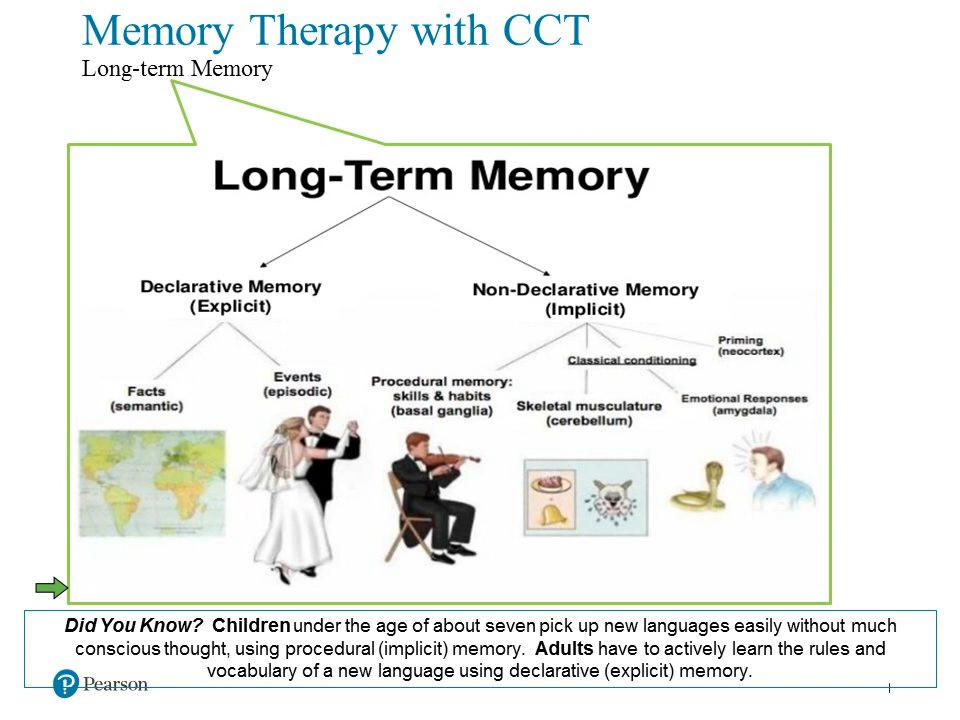 Memory Therapy with CCT
Long-term Memory
Long-Term Memory
Declarative Memory
(Explicit)
Non-Declarative Memory
(Implicit)
Facts
(semantic)
Events
(episodic)
Procedural memory:
skills & habits
(basal ganglia)
Classical conditioning
Skeletal musculature
(cerebellum)
Priming
(neocortex)
Emotional Responses
(amygdala)
Did You Know? Children under the age of about seven pick up new languages easily without much
conscious thought, using procedural (implicit) memory. Adults have to actively learn the rules and
vocabulary of a new language using declarative (explicit) memory.
Pearson